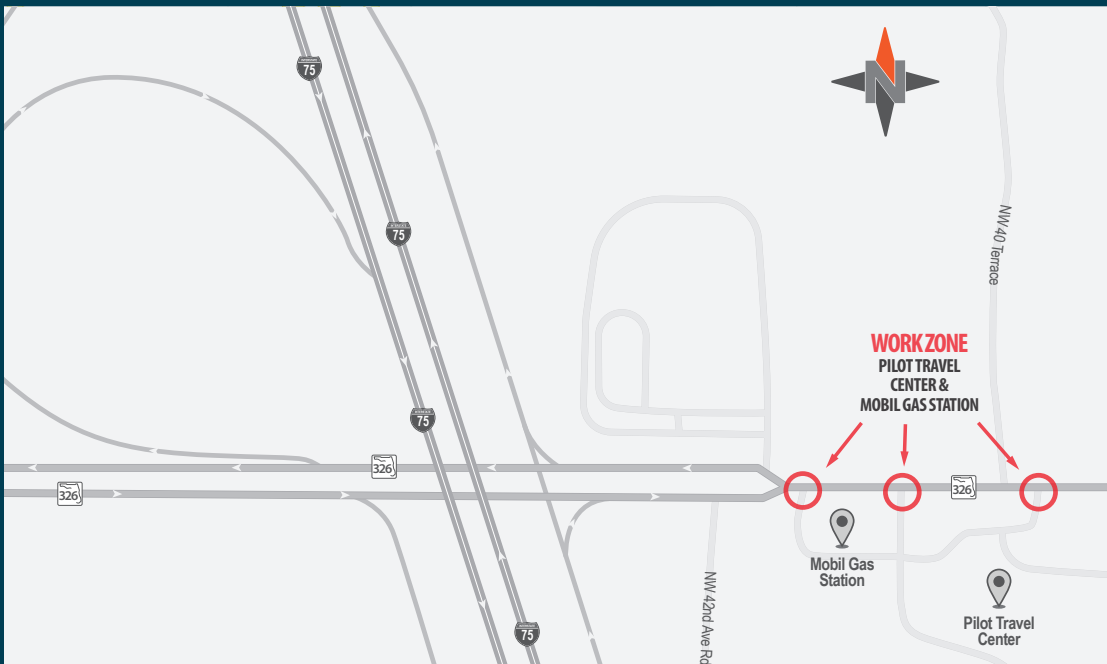 75
N
75
NW 40 Terrace
WORK ZONE
PILOT TRAVEL
CENTER &
MOBIL GAS STATION
75
326
326
326
Mobil Gas
Station
NW 42nd Ave Rd
Pilot Travel
Center
75